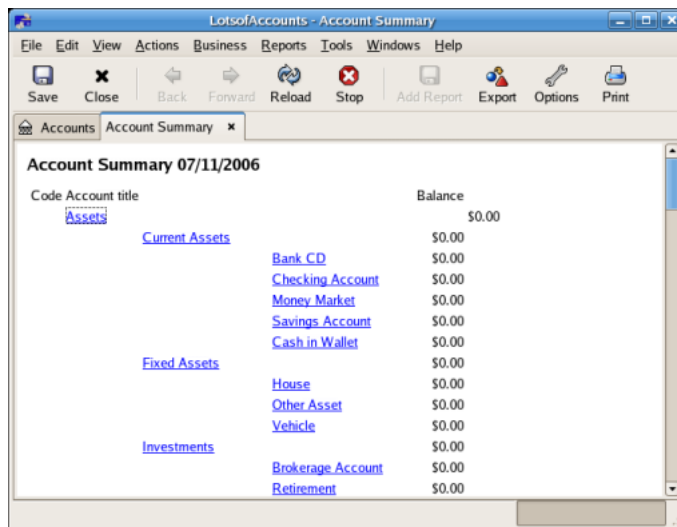 LotsofAccounts - Account Summary
File Edit View Actions Business Reports Tools Windows Help
Save Close Back Forward Reload Stop Add Report Export Options Print
Accounts Account Summary
Account Summary 07/11/2006
Code Account title Balance
Assets $0.00
Current Assets $0.00
Bank CD $0.00
Checking Account $0.00
Money Market $0.00
Savings Account $0.00
Cash in Wallet $0.00
Fixed Assets $0.00
House $0.00
Other Asset $0.00
Vehicle $0.00
Investments $0.00
Brokerage Account $0.00
Retirement $0.00